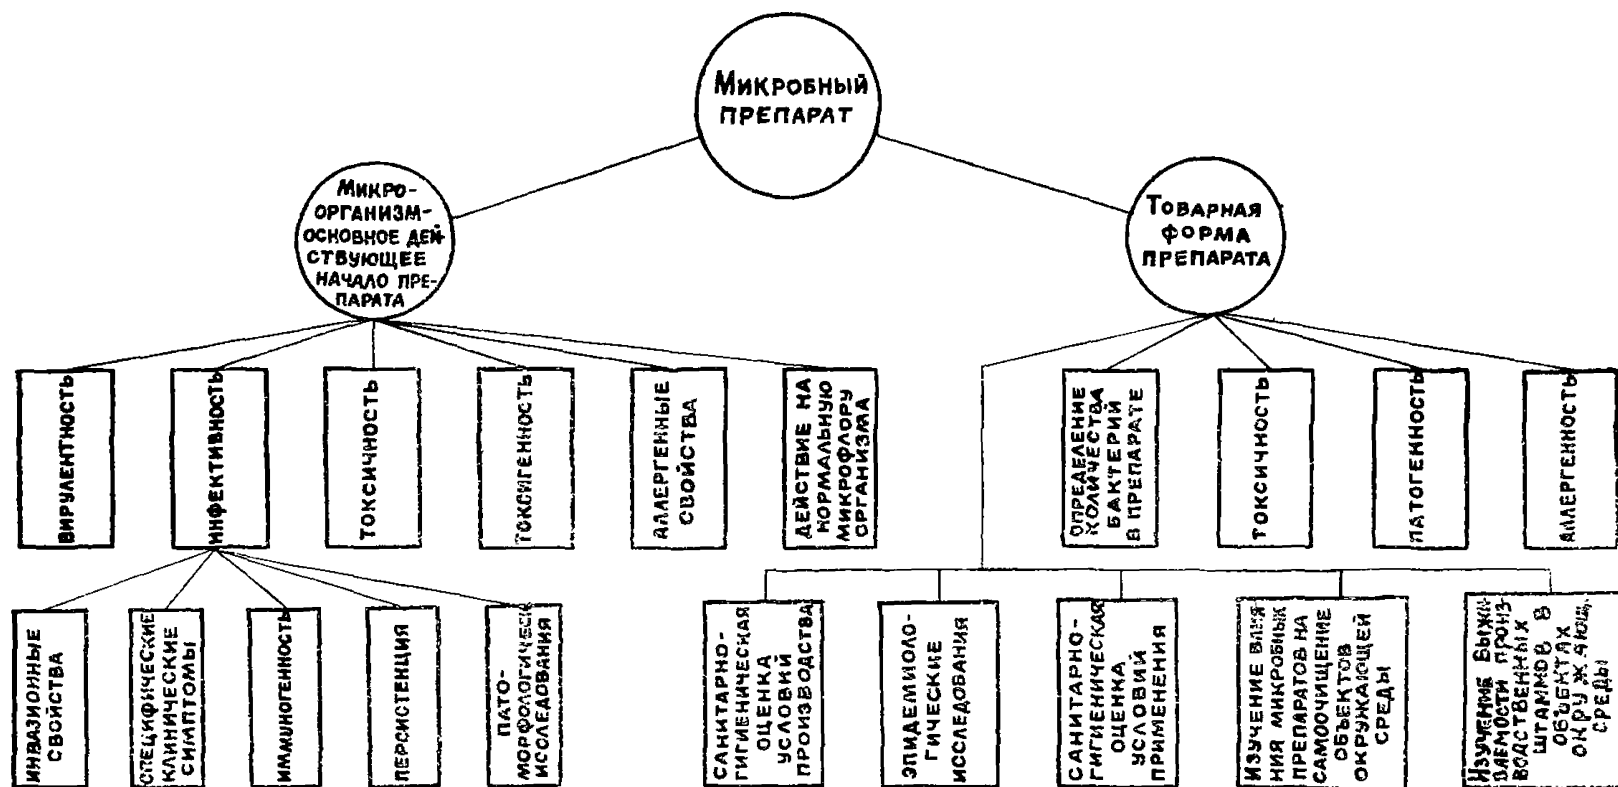 Микробный
препарат
Микро-
организм-
основное дей-
ствующее
начало пре-
парата
Товарная
форма
препарата
Вирулентность
Инфективность
Токсичность
Токсигенность
Аллергенные
свойства
Действие на
нормальную
микрофлору
организма
Определение
количества
бактерий
в препарате
Токсичность
Патогенность
Аллергенность
Инвазионные
свойства
Специфические
клинические
симптомы
Иммуногенность
Персистенция
Пато-
морфологическ
исследования
Санитарно-
гигиеническая
оценка
условий
производства
Эпидемиоло-
гические
исследования
Санитарно-
гигиеническая
оценка
условий
применения
Изучение влия-
ния микробных
препаратов на
самоочищение
объектов
окружающей
среды
Изучение выжи-
ваемости произ-
водственных
штаммов в
объектах
окружающ.
среды